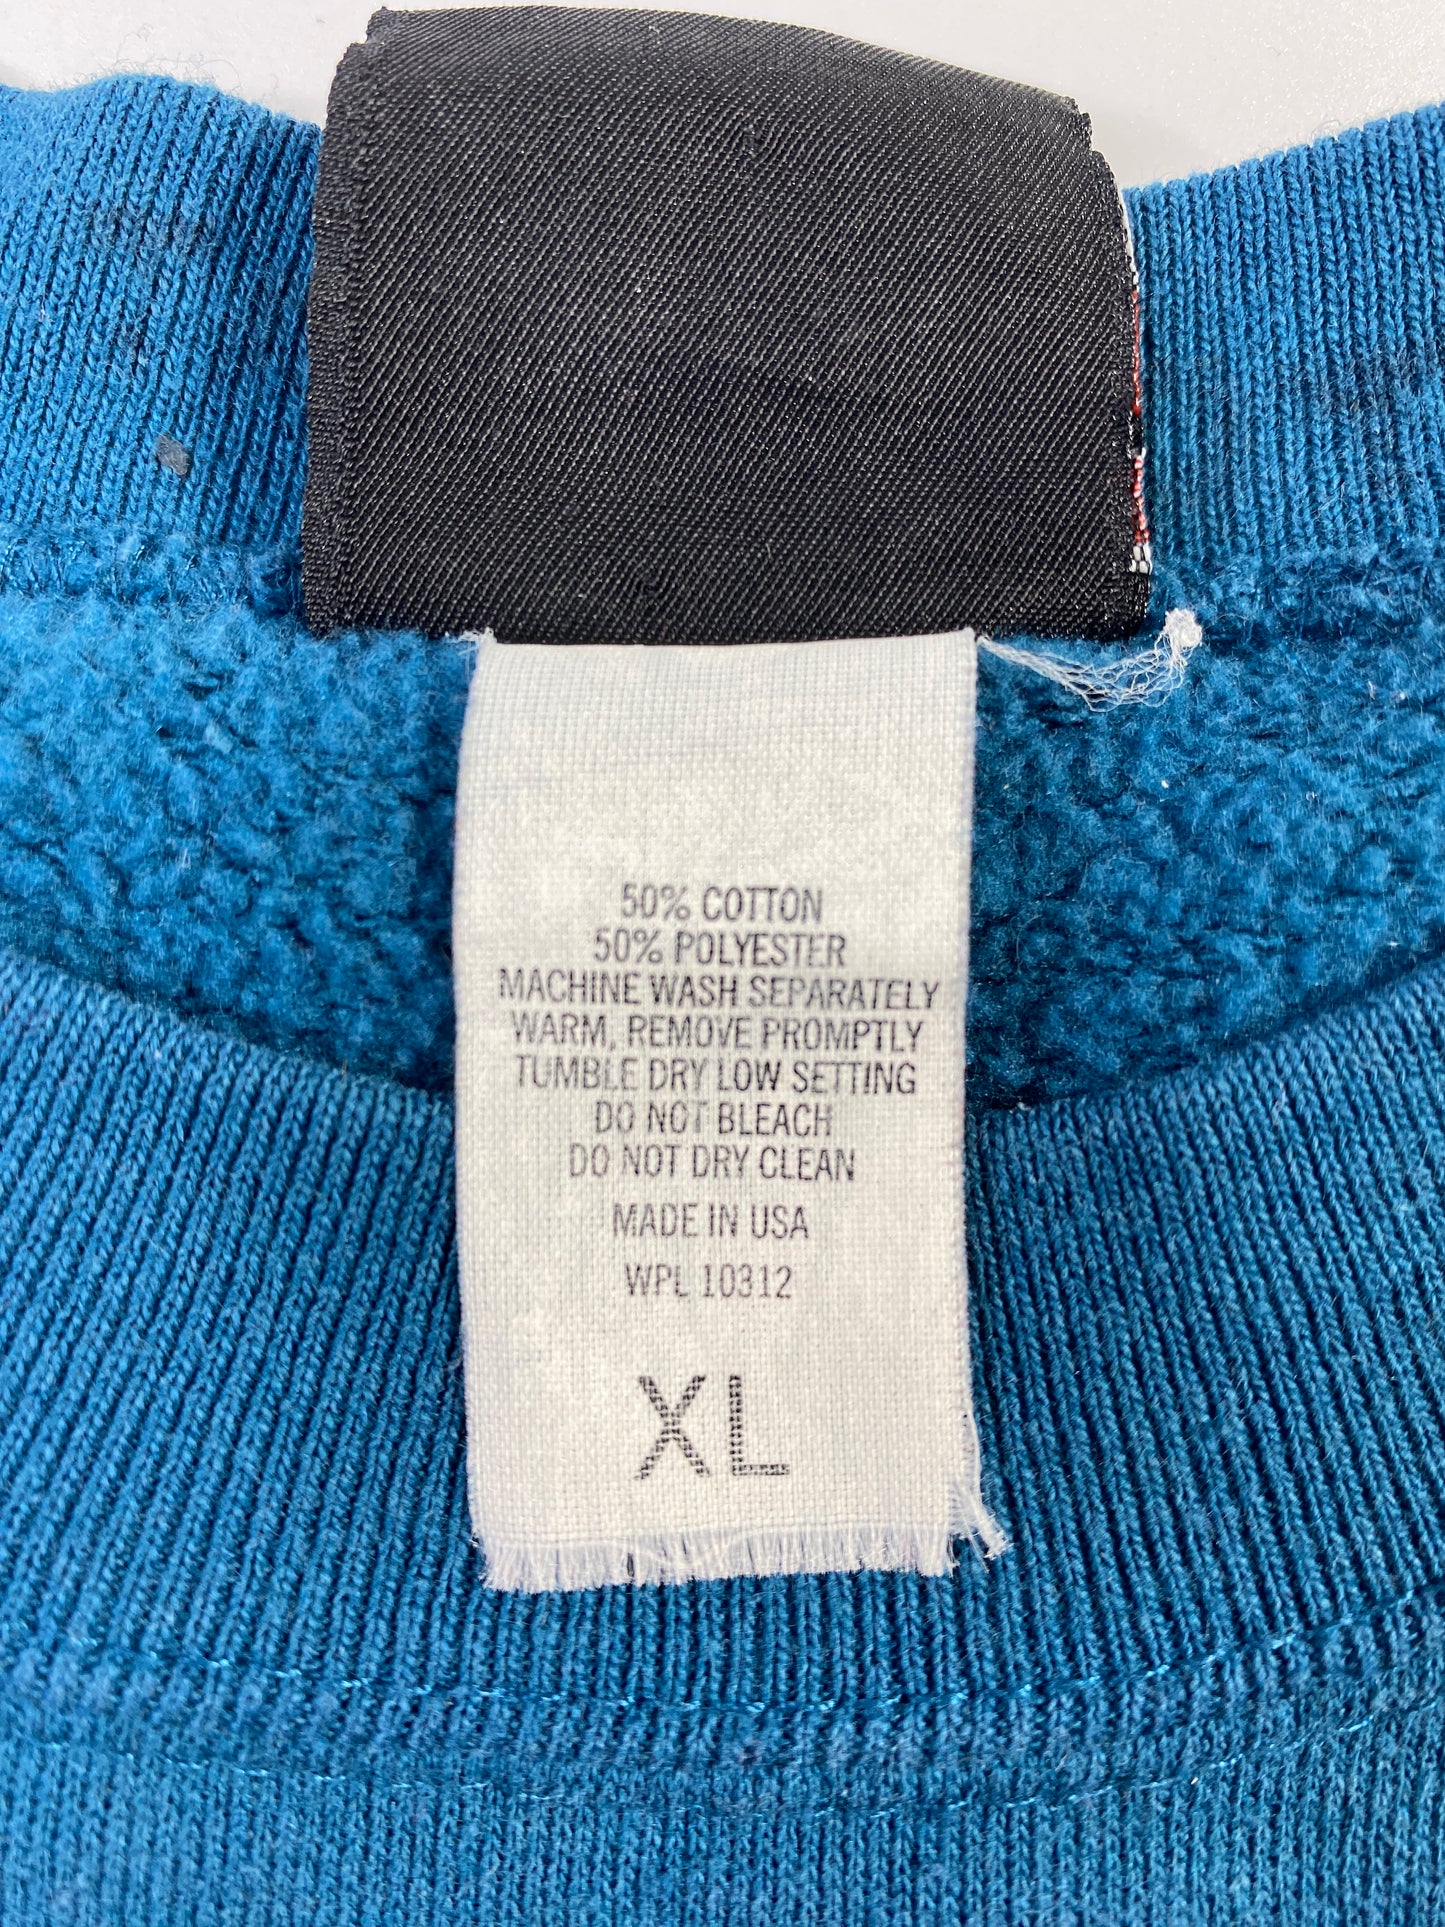 50% COTTON
50% POLYESTER
MACHINE WASH SEPARATELY
WARM, REMOVE PROMPTLY
TUMBLE DRY LOW SETTING
DO NOT BLEACH
DO NOT DRY CLEAN
MADE IN USA
WPL 10312
XL